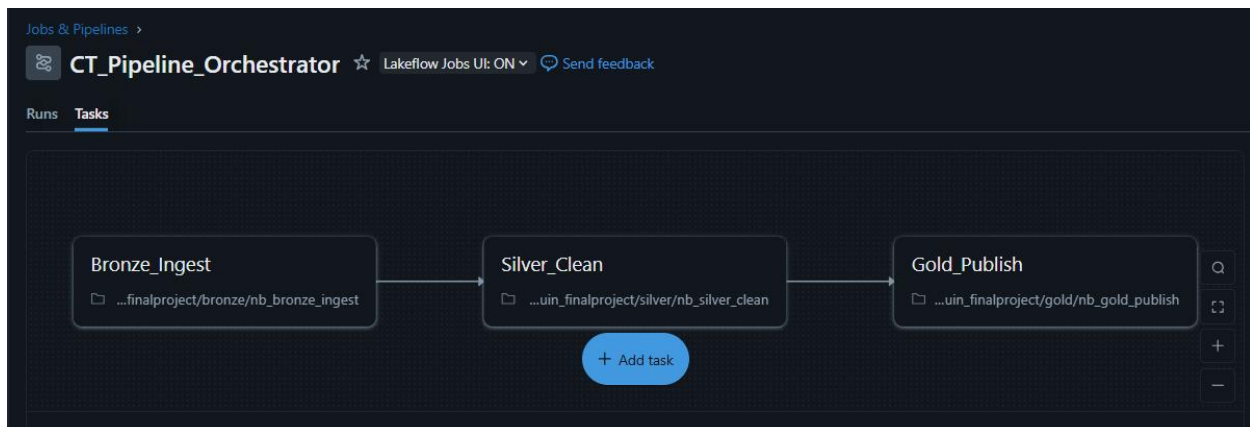 Jobs & Pipelines ›
CT_Pipeline_Orchestrator Lakeflow Jobs UI: ON Send feedback
Runs Tasks
Bronze_Ingest
...finalproject/bronze/nb_bronze_ingest
Silver_Clean
...uin_finalproject/silver/nb_silver_clean
Gold_Publish
...uin_finalproject/gold/nb_gold_publish
+ Add task